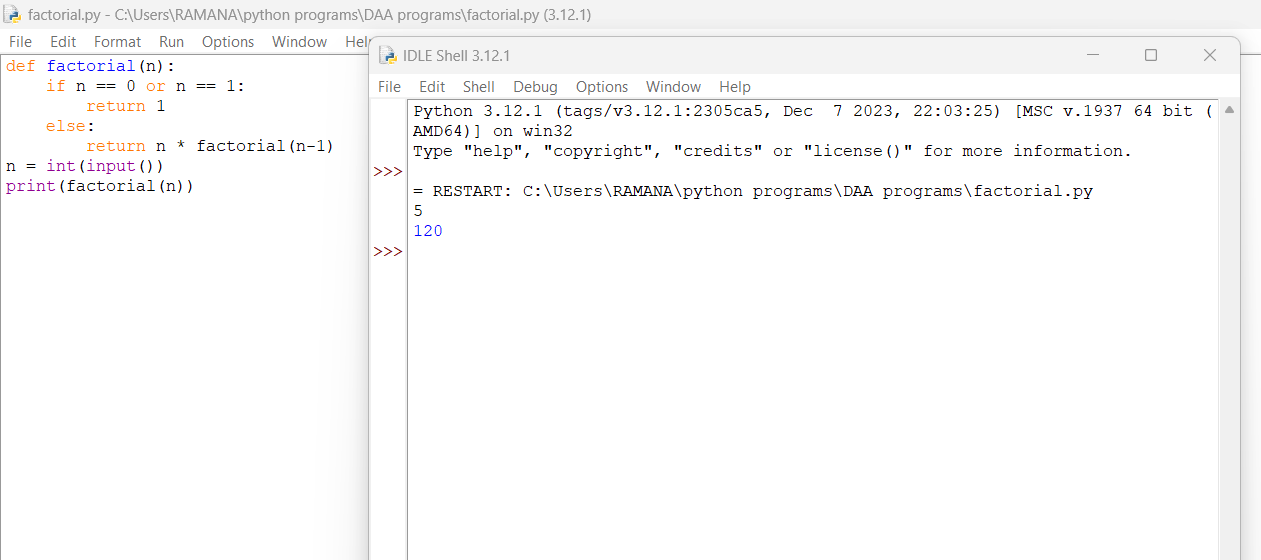 factorial.py - C:\Users\RAMANA\python programs\DAA programs\factorial.py (3.12.1)
File Edit Format Run Options Window Help
def factorial(n):
    if n == 0 or n == 1:
        return 1
    else:
        return n * factorial(n-1)
n = int(input())
print(factorial(n))
IDLE Shell 3.12.1
File Edit Shell Debug Options Window Help
Python 3.12.1 (tags/v3.12.1:2305ca5, Dec  7 2023, 22:03:25) [MSC v.1937 64 bit (
AMD64)] on win32
Type "help", "copyright", "credits" or "license()" for more information.
>>>
= RESTART: C:\Users\RAMANA\python programs\DAA programs\factorial.py
5
120
>>>